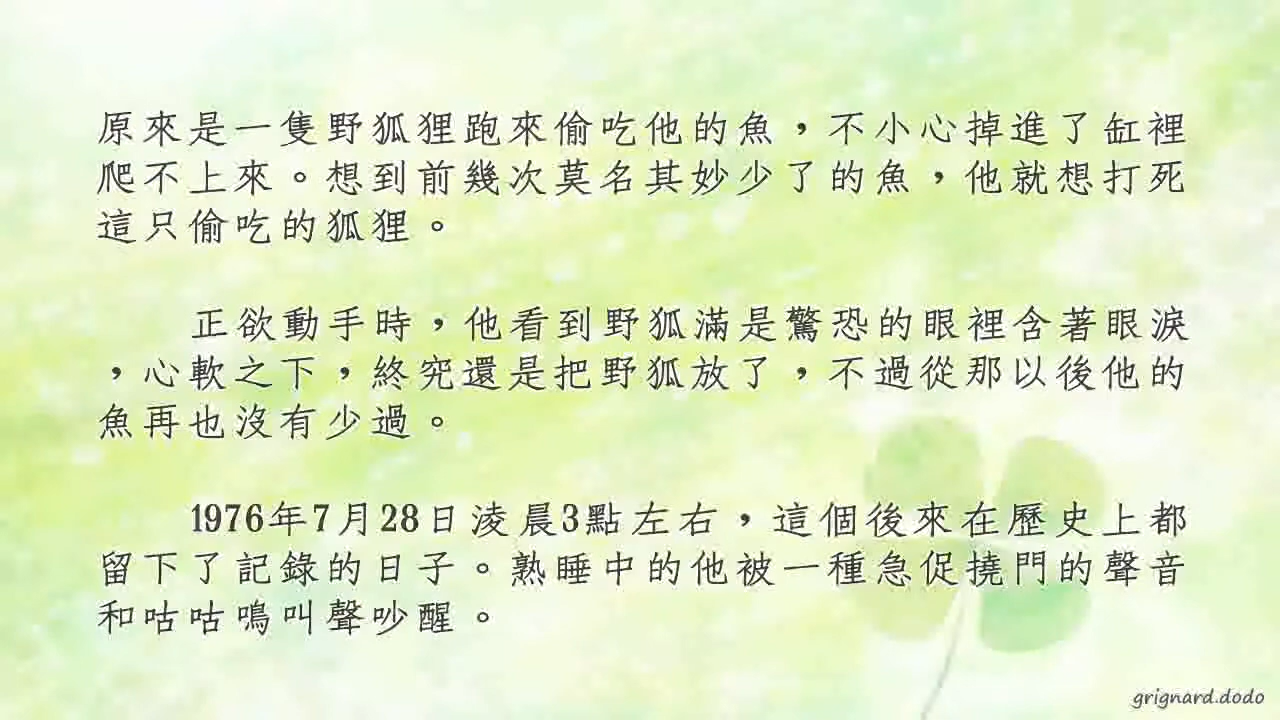 原來是一隻野狐狸跑來偷吃他的魚，不小心掉進了缸裡
爬不上來。想到前幾次莫名其妙少了的魚，他就想打死
這只偷吃的狐狸。
正欲動手時，他看到野狐滿是驚恐的眼裡含著眼淚
，心軟之下，終究還是把野狐放了，不過從那以後他的
魚再也沒有少過。
1976年7月28日淩晨3點左右，這個後來在歷史上都
留下了記錄的日子。熟睡中的他被一種急促撓門的聲音
和咕咕鳴叫聲吵醒。
grignard.dodo